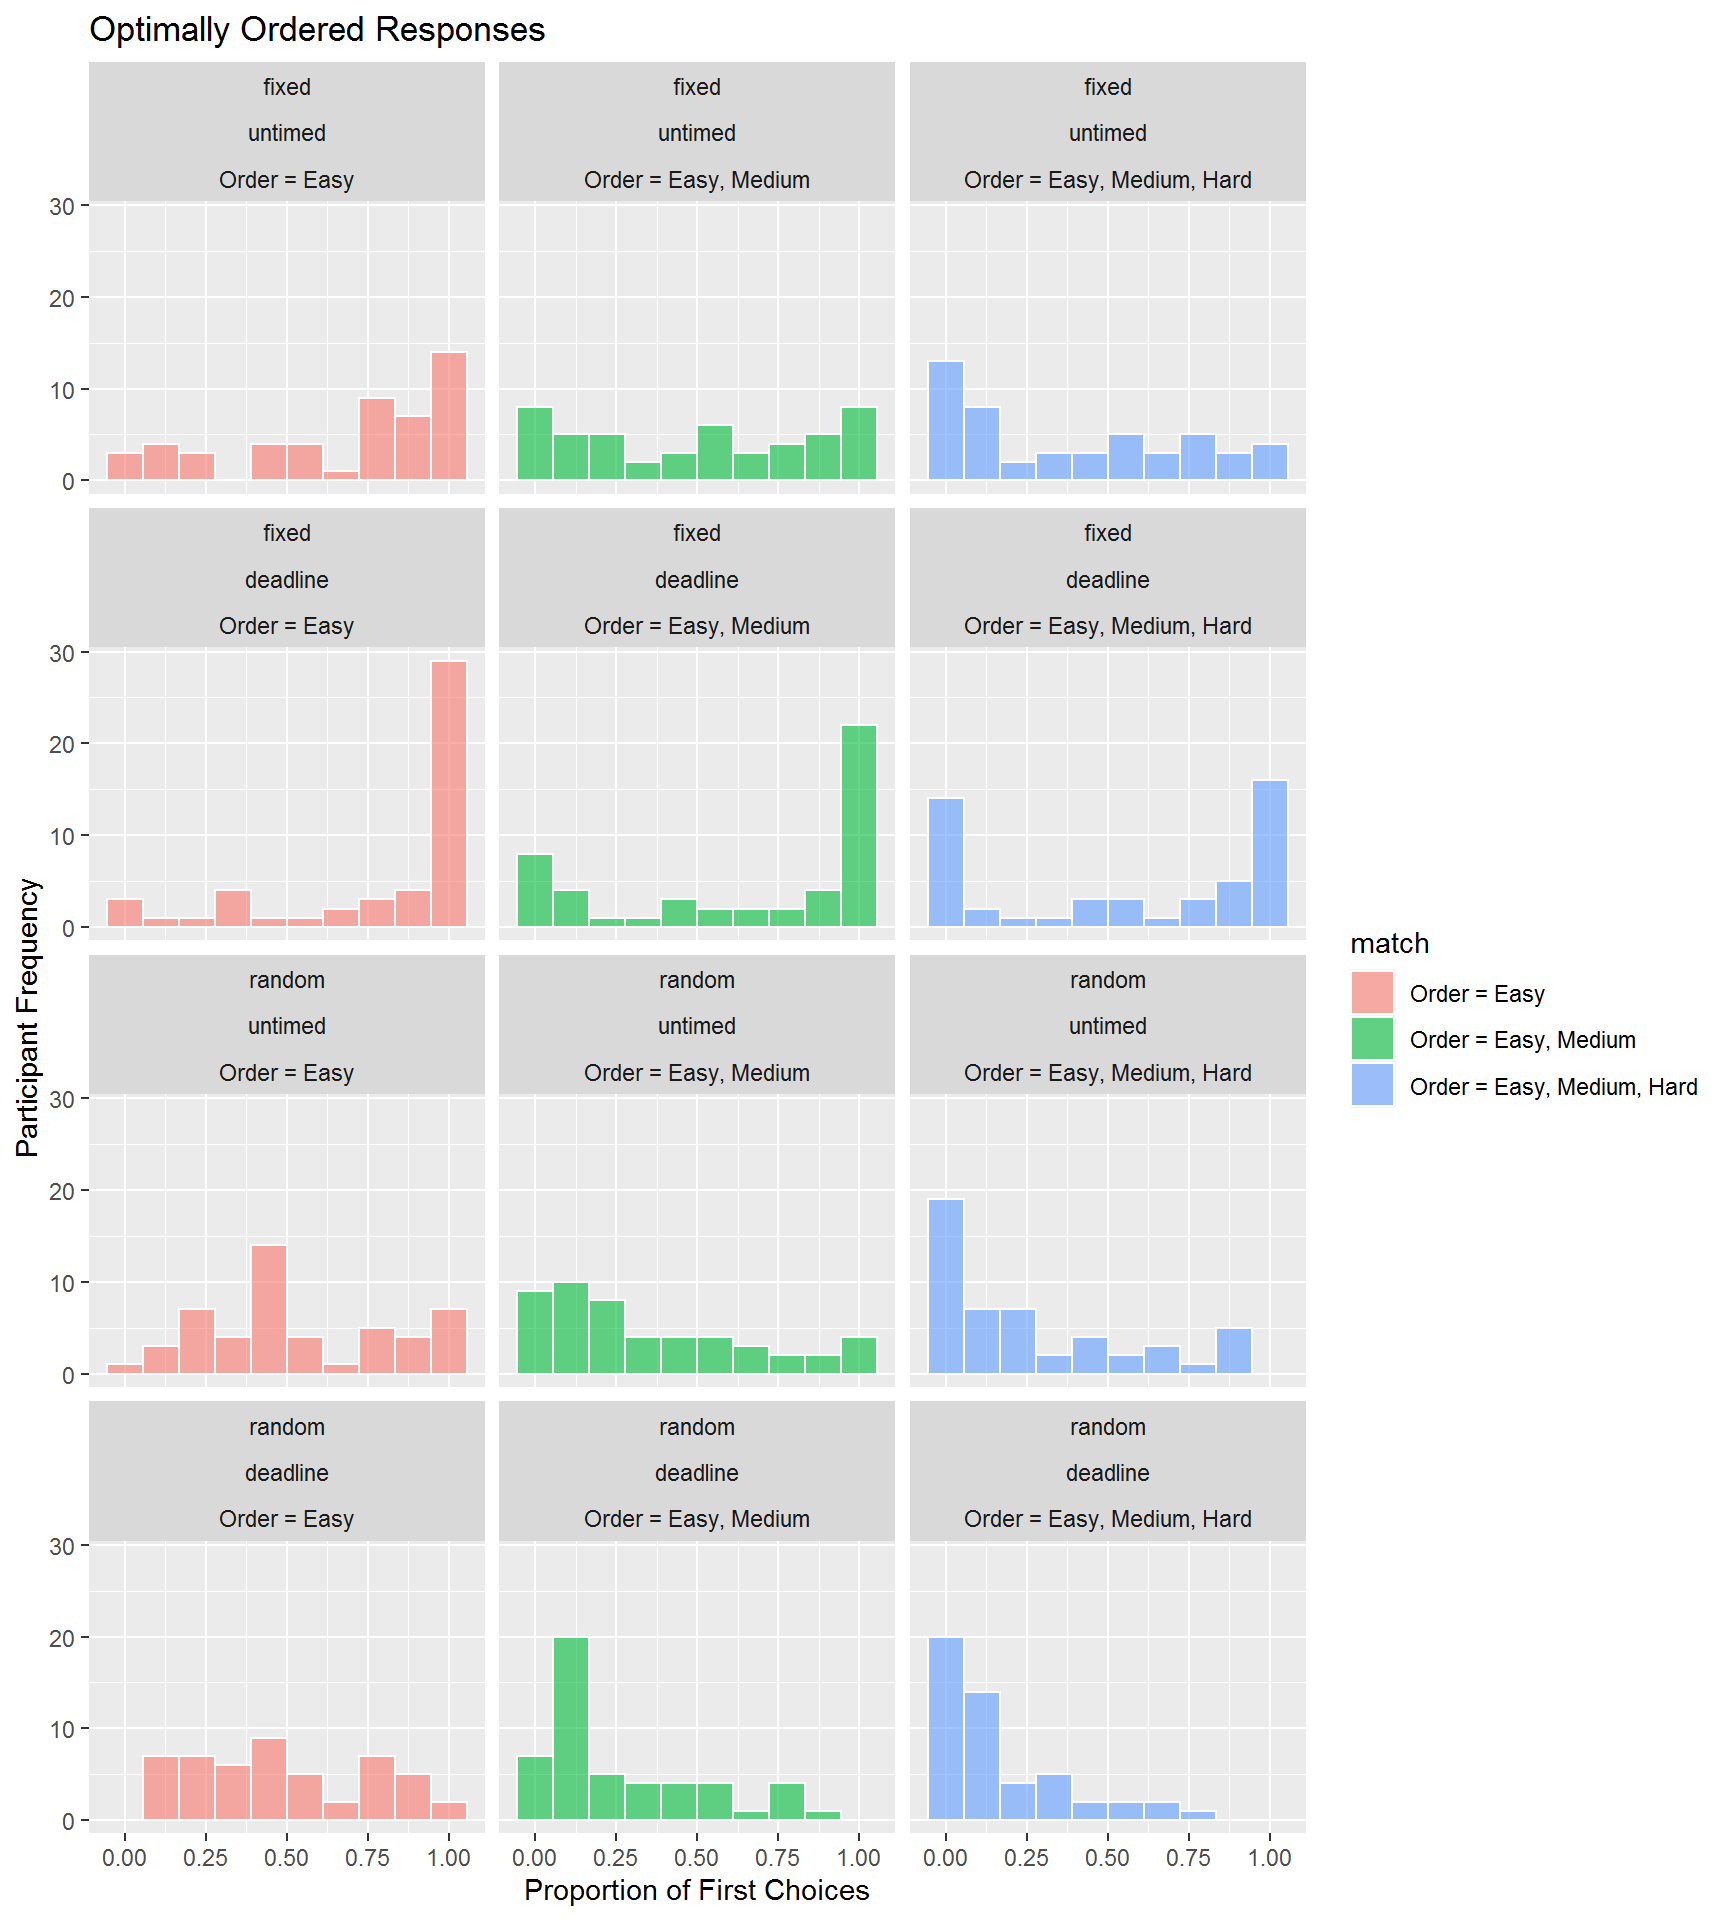 Optimally Ordered Responses
fixed
untimed
Order = Easy
fixed
untimed
Order = Easy, Medium
fixed
untimed
Order = Easy, Medium, Hard
30
20
10
0
fixed
deadline
Order = Easy
fixed
deadline
Order = Easy, Medium
fixed
deadline
Order = Easy, Medium, Hard
30
20
10
0
random
untimed
Order = Easy
random
untimed
Order = Easy, Medium
random
untimed
Order = Easy, Medium, Hard
30
20
10
0
random
deadline
Order = Easy
random
deadline
Order = Easy, Medium
random
deadline
Order = Easy, Medium, Hard
30
20
10
0
0.00 0.25 0.50 0.75 1.00
0.00 0.25 0.50 0.75 1.00
0.00 0.25 0.50 0.75 1.00
Proportion of First Choices
Participant Frequency
match
Order = Easy
Order = Easy, Medium
Order = Easy, Medium, Hard